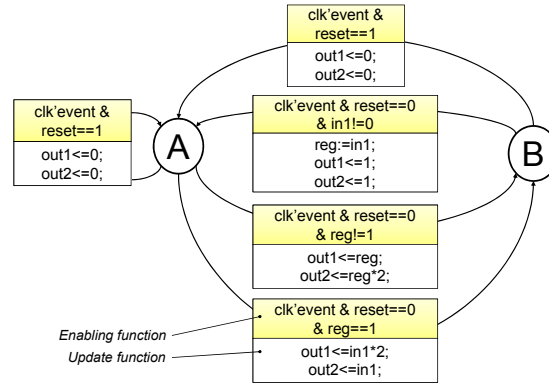 clk'event &
reset==1
out1<=0;
out2<=0;
clk'event &
reset==1
out1<=0;
out2<=0;
A
clk'event & reset==0
& in1!=0
reg:=in1;
out1<=1;
out2<=1;
B
clk'event & reset==0
& reg!=1
out1<=reg;
out2<=reg*2;
Enabling function
Update function
clk'event & reset==0
& reg==1
out1<=in1*2;
out2<=in1;